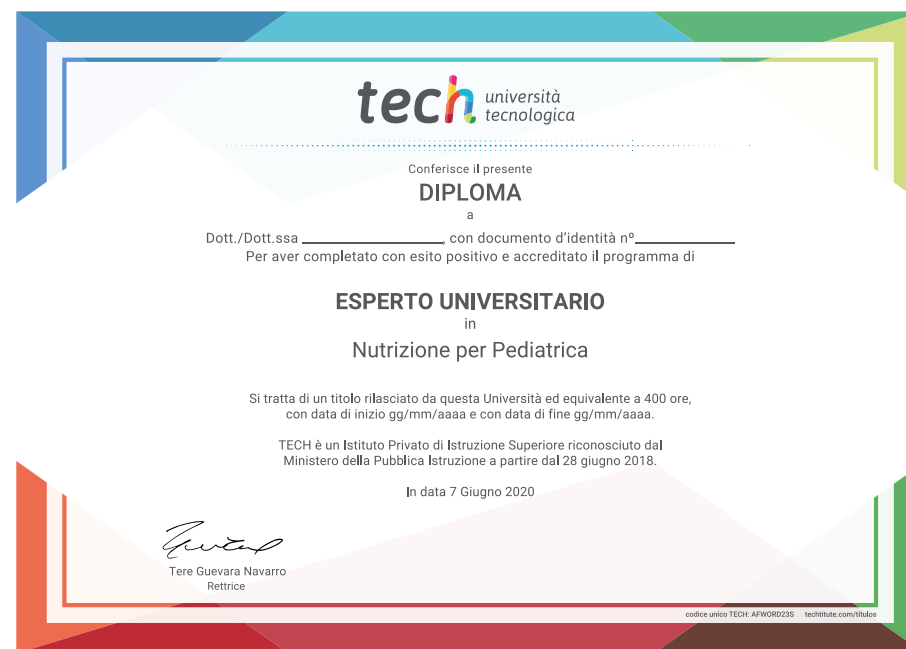 tech università
tecnologica
Conferisce il presente
DIPLOMA
a
Dott./Dott.ssa ____________________, con documento d'identità nº______________
Per aver completato con esito positivo e accreditato il programma di
ESPERTO UNIVERSITARIO
in
Nutrizione per Pediatrica
Si tratta di un titolo rilasciato da questa Università ed equivalente a 400 ore,
con data di inizio gg/mm/aaaa e con data di fine gg/mm/aaaa.
TECH è un Istituto Privato di Istruzione Superiore riconosciuto dal
Ministero della Pubblica Istruzione a partire dal 28 giugno 2018.
In data 7 Giugno 2020
Tere Guevara Navarro
Rettrice
codice unico TECH: AFWORD23S techtitute.com/titulos